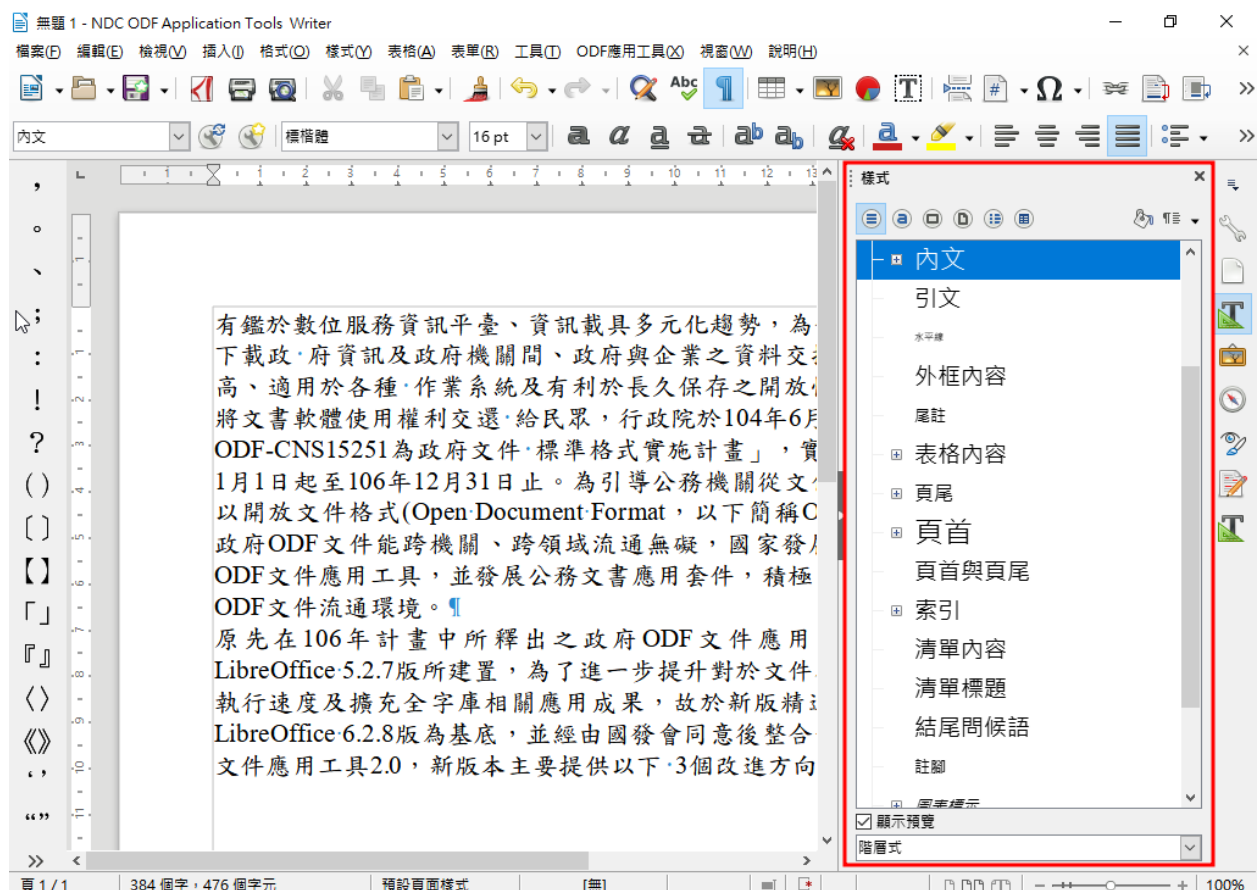 無題 1 - NDC ODF Application Tools Writer
檔案(F) 編輯(E) 檢視(V) 插入(I) 格式(O) 樣式(Y) 表格(A) 表單(R) 工具(T) ODF應用工具(X) 視窗(W) 說明(H)
內文 標楷體 16 pt
樣式
內文
引文
水平線
外框內容
尾註
表格內容
頁尾
頁首
頁首與頁尾
索引
清單內容
清單標題
結尾問候語
註腳
圖表標示
顯示預覽
階層式
,
。
、
;
:
!
?
( )
〔 〕
【 】
「 」
『 』
〈 〉
《 》
‘ ’
“ ”
有鑑於數位服務資訊平臺、資訊載具多元化趨勢,為
下載政·府資訊及政府機關間、政府與企業之資料交
高、適用於各種·作業系統及有利於長久保存之開放
將文書軟體使用權利交還·給民眾,行政院於104年6月
ODF-CNS15251為政府文件·標準格式實施計畫」,實
1月1日起至106年12月31日止。為引導公務機關從文
以開放文件格式(Open·Document·Format,以下簡稱O
政府ODF文件能跨機關、跨領域流通無礙,國家發
ODF文件應用工具,並發展公務文書應用套件,積極
ODF文件流通環境。¶
原先在106年計畫中所釋出之政府ODF文件應用
LibreOffice·5.2.7版所建置,為了進一步提升對於文件
執行速度及擴充全字庫相關應用成果,故於新版精
LibreOffice·6.2.8版為基底,並經由國發會同意後整合
文件應用工具2.0,新版本主要提供以下·3個改進方向
頁 1 / 1 384 個字,476 個字元 預設頁面樣式 [無] 100%